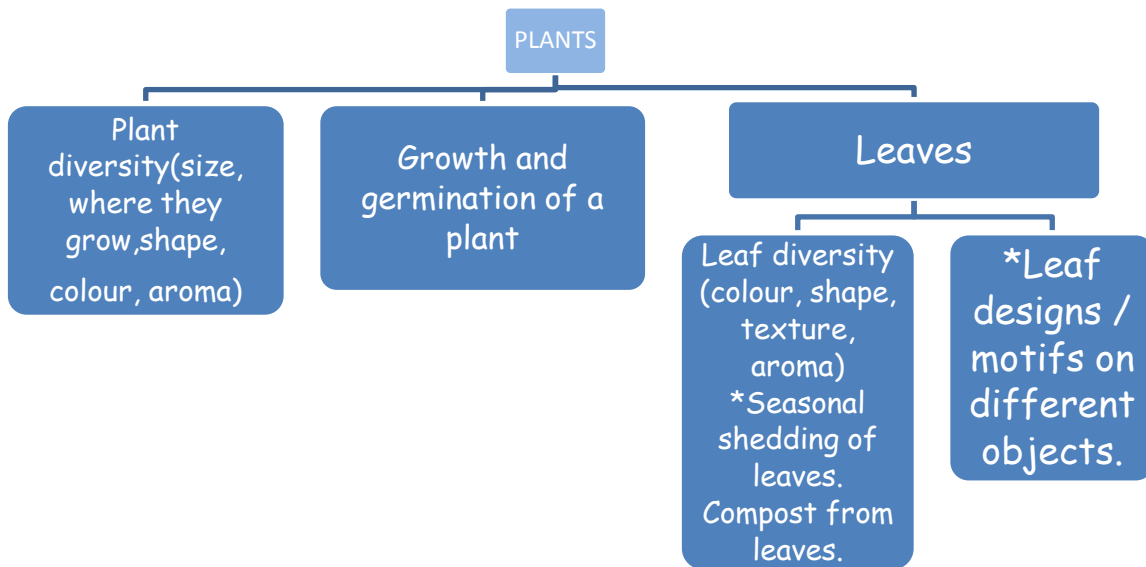 PLANTS
Plant
diversity(size,
where they
grow,shape,
colour, aroma)
Growth and
germination of a
plant
Leaves
Leaf diversity
(colour, shape,
texture,
aroma)
*Seasonal
shedding of
leaves.
Compost from
leaves.
*Leaf
designs /
motifs on
different
objects.